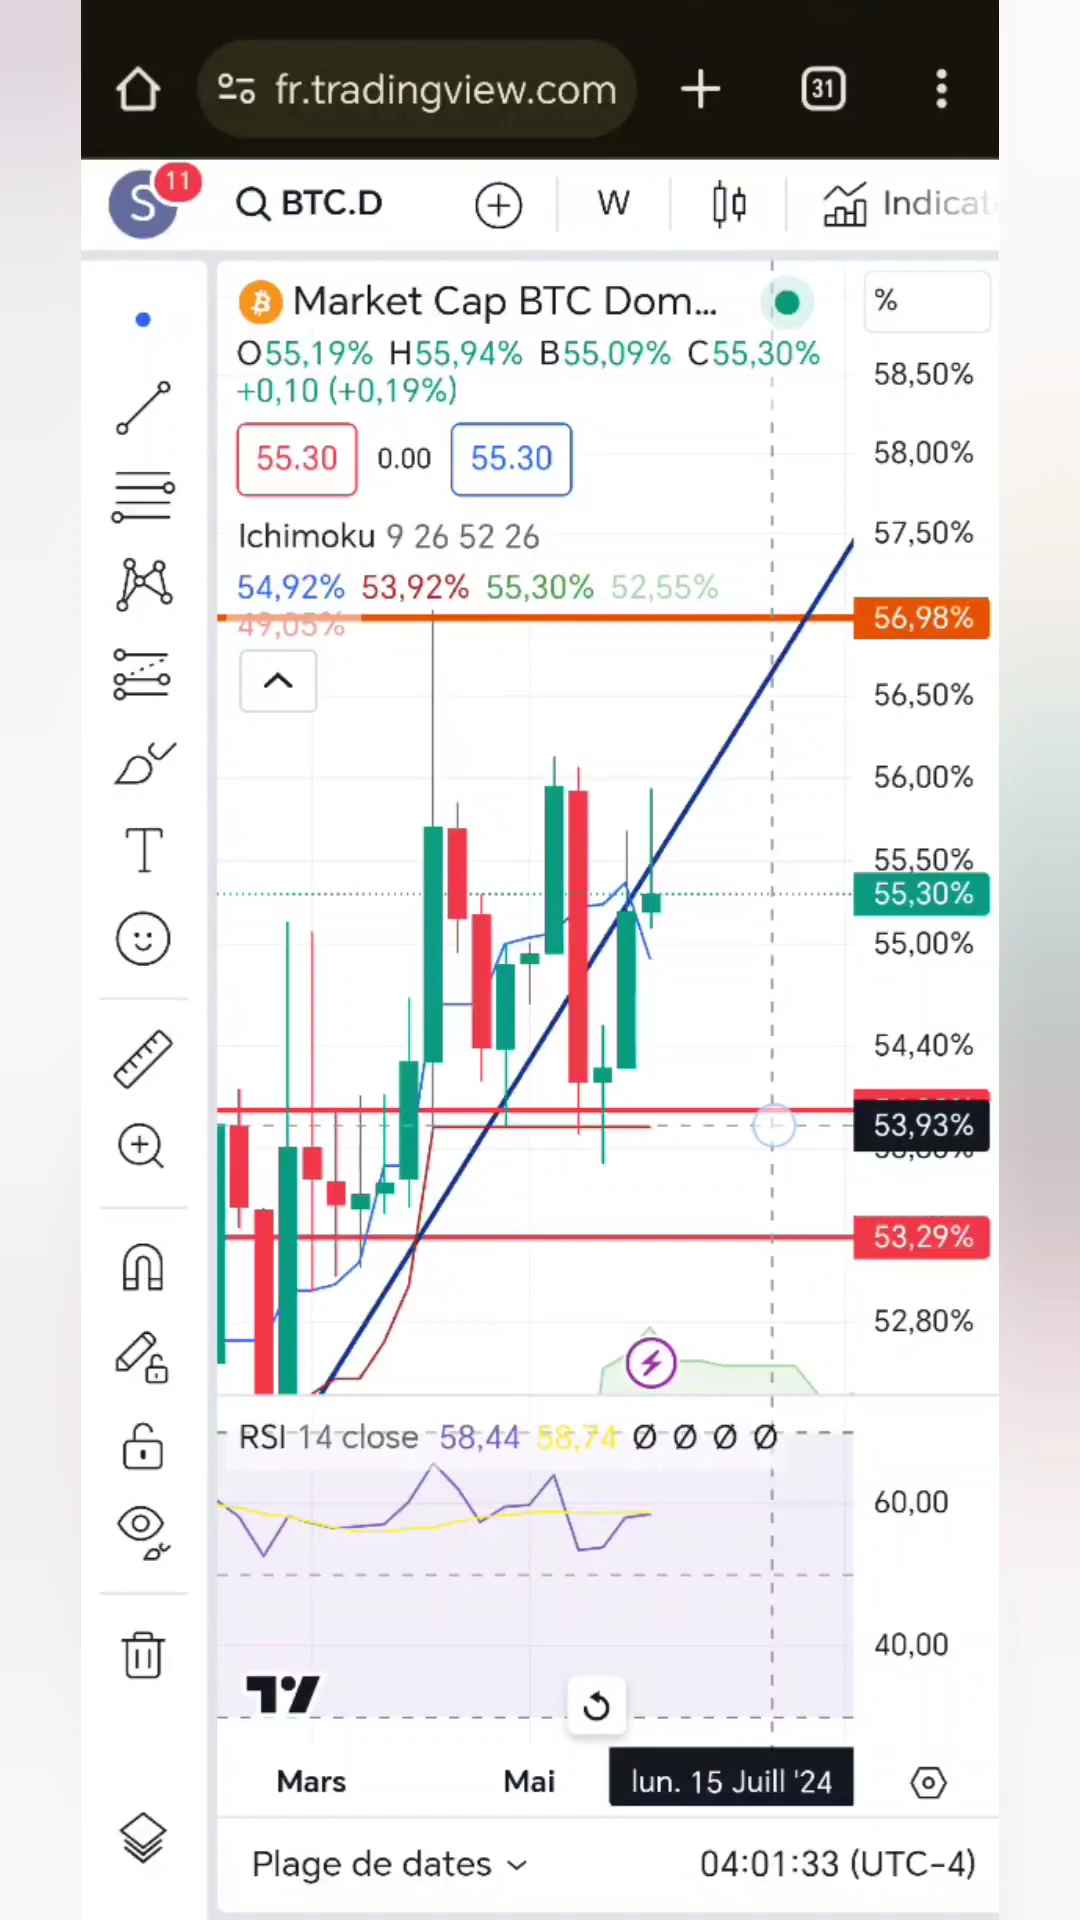 fr.tradingview.com
31
S
11
BTC.D
W
Indicat
Market Cap BTC Dom...
%
O55,19% H55,94% B55,09% C55,30%
+0,10 (+0,19%)
58,50%
55.30 0.00 55.30
58,00%
Ichimoku 9 26 52 26
57,50%
54,92% 53,92% 55,30% 52,55%
49,05%
56,98%
56,50%
56,00%
55,50%
55,30%
55,00%
54,40%
53,93%
53,29%
52,80%
RSI 14 close 58,44 58,74 Ø Ø Ø Ø
60,00
40,00
Mars Mai lun. 15 Juill '24
Plage de dates 04:01:33 (UTC-4)